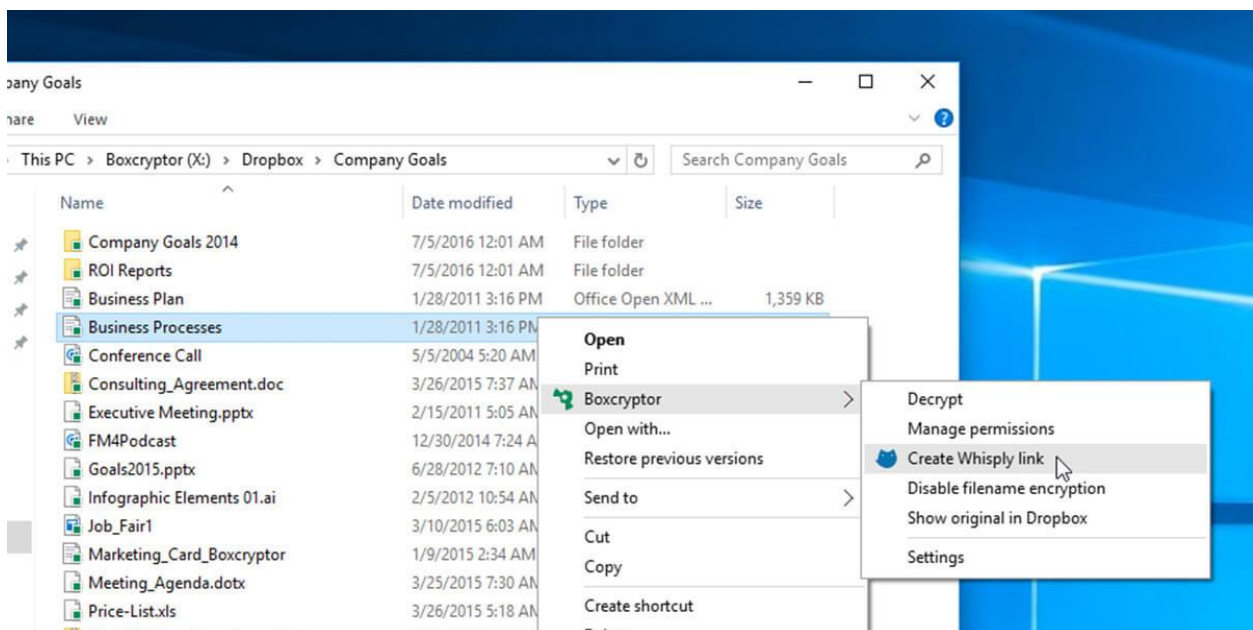 pany Goals
hare View
This PC > Boxcryptor (X:) > Dropbox > Company Goals Search Company Goals
Name Date modified Type Size
Company Goals 2014 7/5/2016 12:01 AM File folder
ROI Reports 7/5/2016 12:01 AM File folder
Business Plan 1/28/2011 3:16 PM Office Open XML ... 1,359 KB
Business Processes 1/28/2011 3:16 PM
Conference Call 5/5/2004 5:20 AM
Consulting_Agreement.doc 3/26/2015 7:37 AM
Executive Meeting.pptx 2/15/2011 5:05 AM
FM4Podcast 12/30/2014 7:24 A
Goals2015.pptx 6/28/2012 7:10 AM
Infographic Elements 01.ai 2/5/2012 10:54 AM
Job_Fair1 3/10/2015 6:03 AM
Marketing_Card_Boxcryptor 1/9/2015 2:34 AM
Meeting_Agenda.dotx 3/25/2015 7:30 AM
Price-List.xls 3/26/2015 5:18 AM
Open
Print
Boxcryptor
Open with...
Restore previous versions
Send to
Cut
Copy
Create shortcut
Decrypt
Manage permissions
Create Whisply link
Disable filename encryption
Show original in Dropbox
Settings